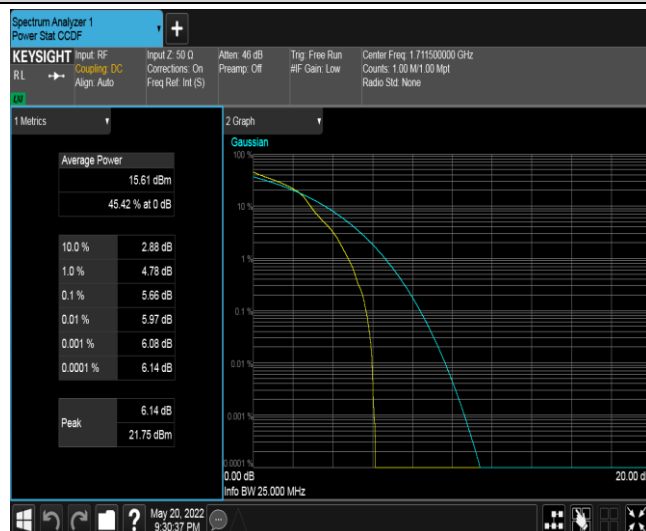 Spectrum Analyzer 1
Power Stat CCDF
KEYSIGHT
RL
LM
Input: RF
Coupling: DC
Align: Auto
Input Z: 50 Ω
Corrections: On
Freq Ref: Int (S)
Atten: 46 dB
Preamp: Off
Trig: Free Run
#IF Gain: Low
Center Freq: 1.711500000 GHz
Counts: 1.00 M/1.00 Mpt
Radio Std: None
1 Metrics
Average Power
15.61 dBm
45.42 % at 0 dB
10.0 % 2.88 dB
1.0 % 4.78 dB
0.1 % 5.66 dB
0.01 % 5.97 dB
0.001 % 6.08 dB
0.0001 % 6.14 dB
Peak 6.14 dB
21.75 dBm
2 Graph
Gaussian
100 %
10 %
1 %
0.1 %
0.01 %
0.001 %
0.0001 %
0.00 dB 20.00 d
Info BW 25.000 MHz
May 20, 2022
9:30:37 PM